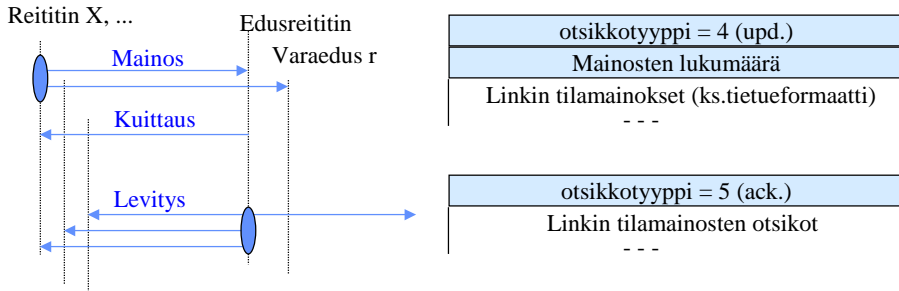 Reititin X, ...
Edusreititin
Varaedus r
Mainos
Kuittaus
Levitys
otsikkotyyppi = 4 (upd.)
Mainosten lukumäärä
Linkin tilamainokset (ks.tietueformaatti)
- - -
otsikkotyyppi = 5 (ack.)
Linkin tilamainosten otsikot
- - -